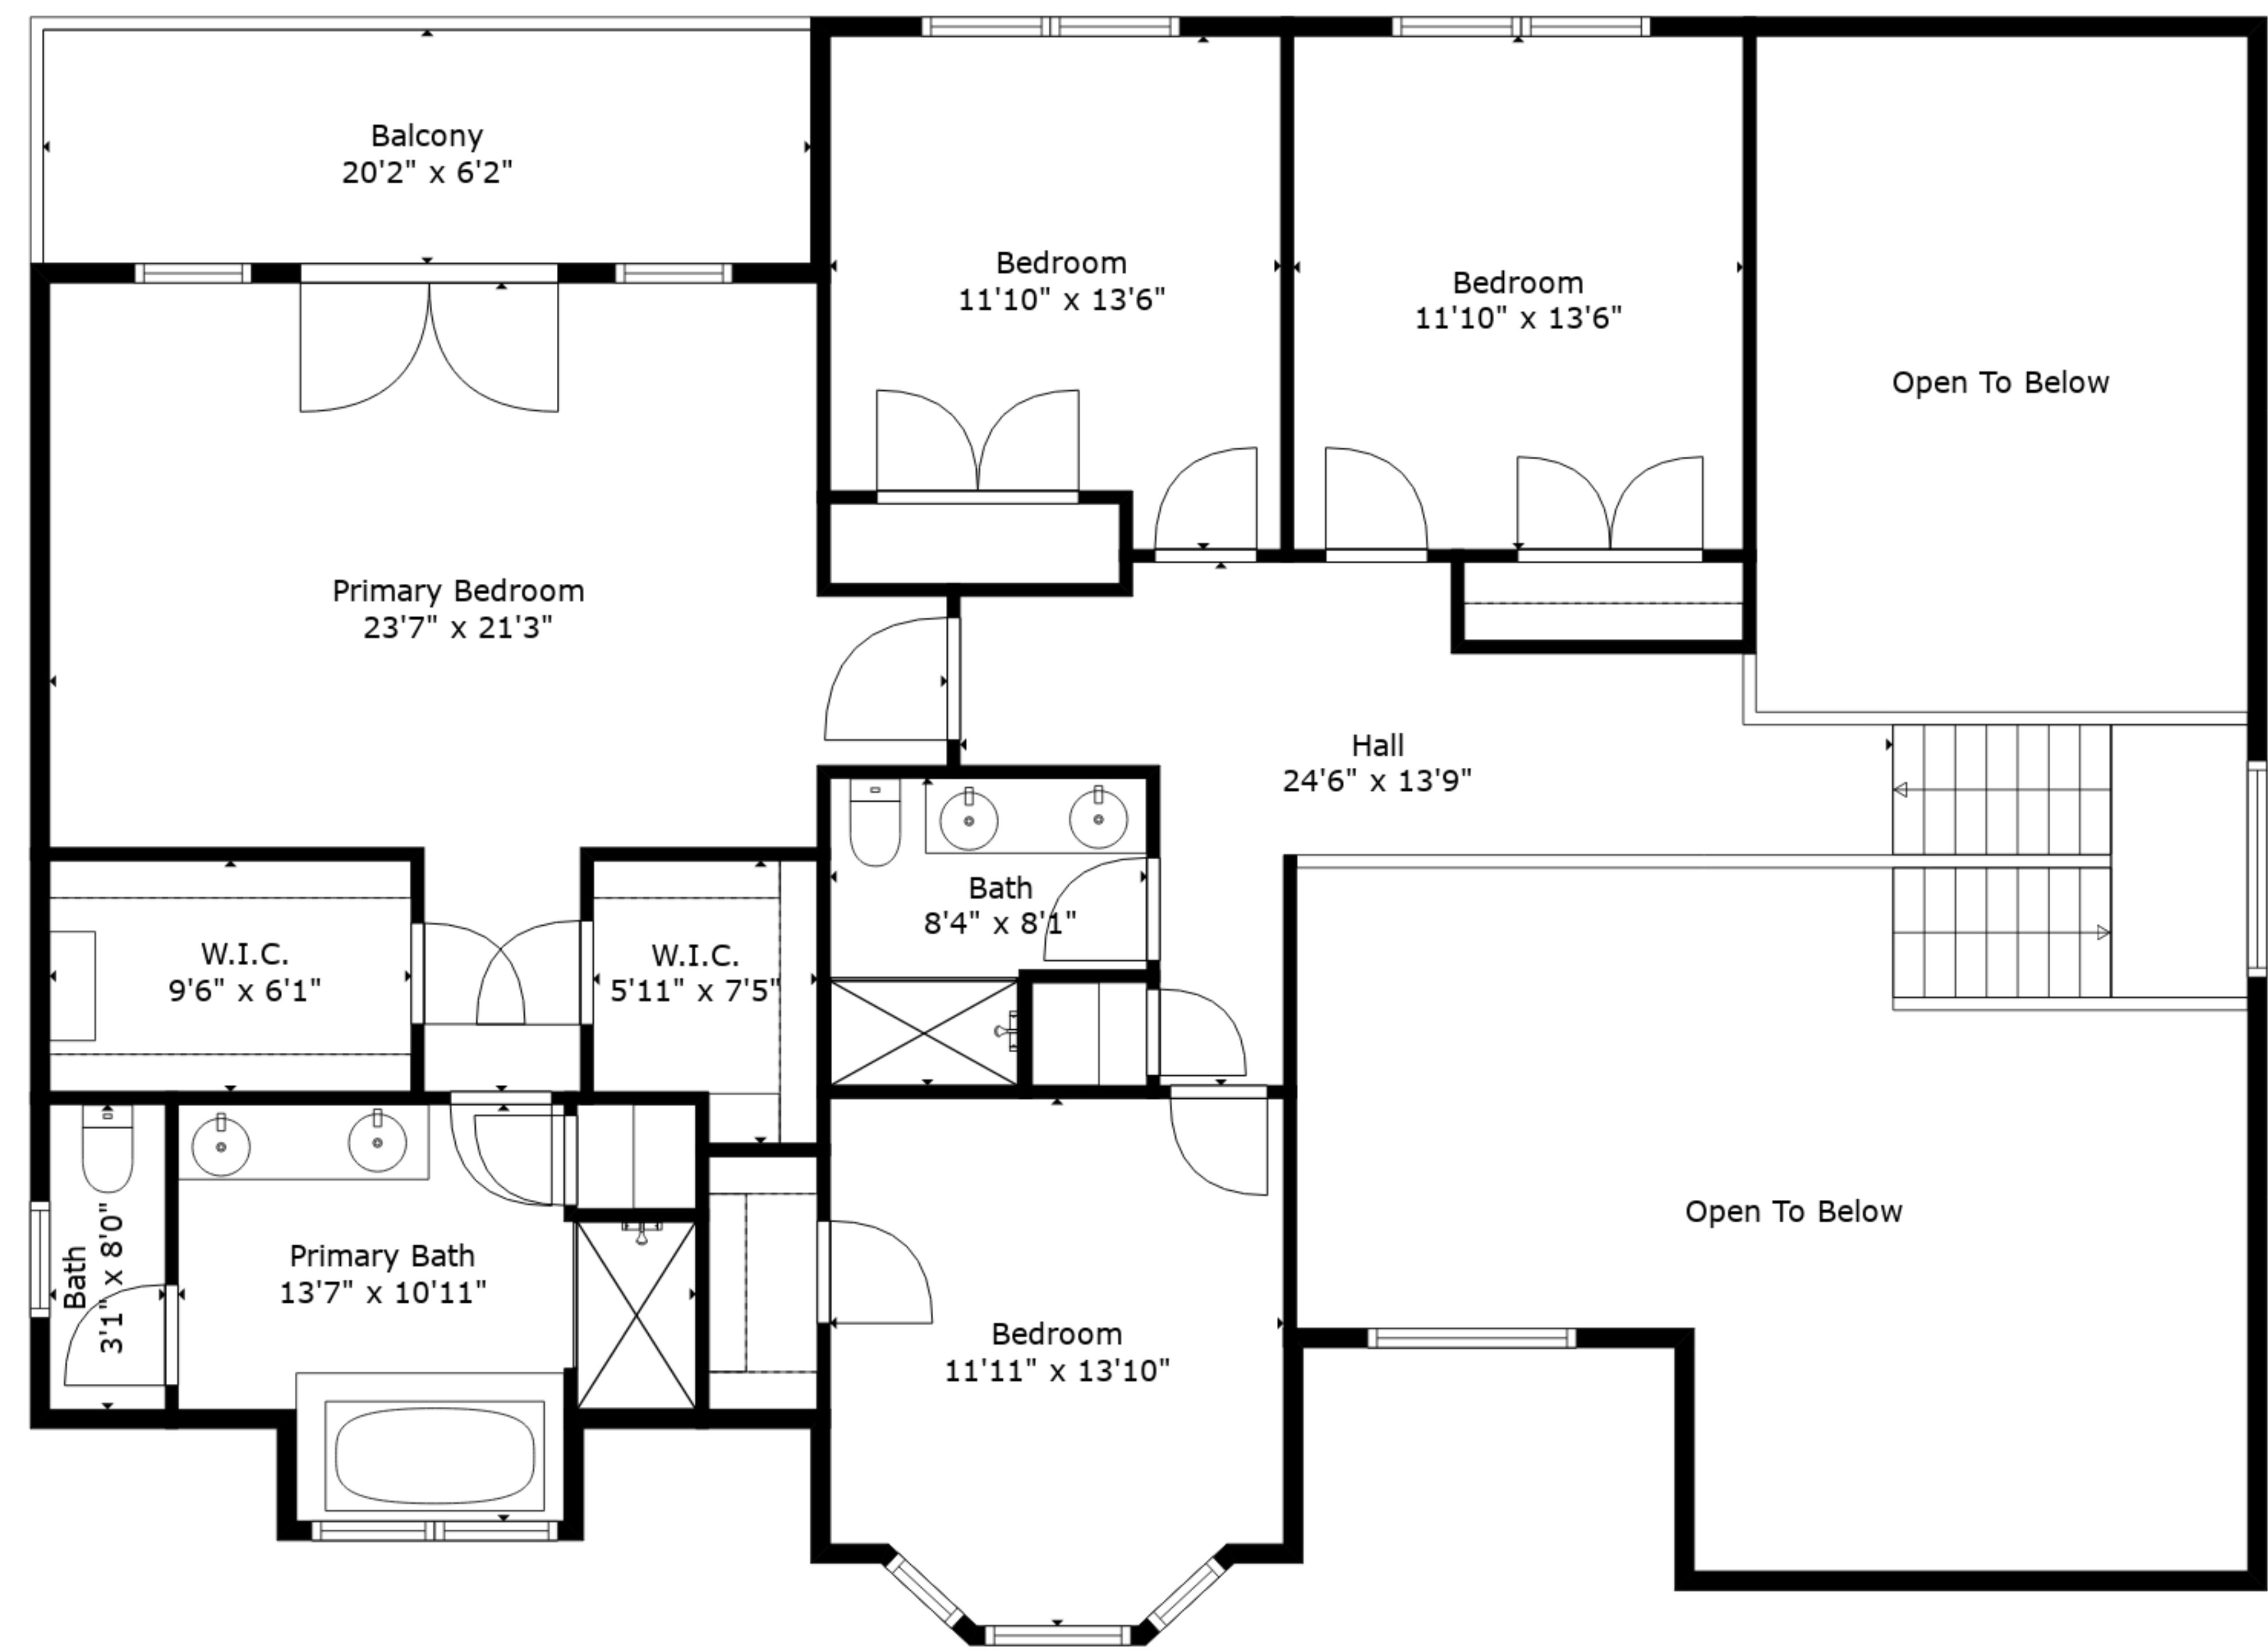 Balcony
20'2" x 6'2"
Bedroom
11'10" x 13'6"
Bedroom
11'10" x 13'6"
Open To Below
Primary Bedroom
23'7" x 21'3"
Hall
24'6" x 13'9"
Bath
8'4" x 8'1"
W.I.C.
9'6" x 6'1"
W.I.C.
5'11" x 7'5"
Bath
3'1" x 8'0"
Primary Bath
13'7" x 10'11"
Bedroom
11'11" x 13'10"
Open To Below